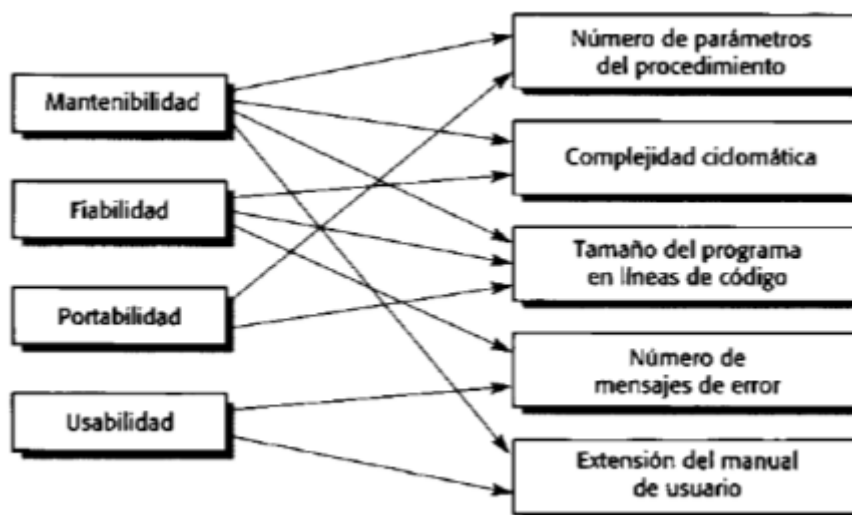 Mantenibilidad
Fiabilidad
Portabilidad
Usabilidad
Número de parámetros
del procedimiento
Complejidad ciclomática
Tamaño del programa
en líneas de código
Número de
mensajes de error
Extensión del manual
de usuario